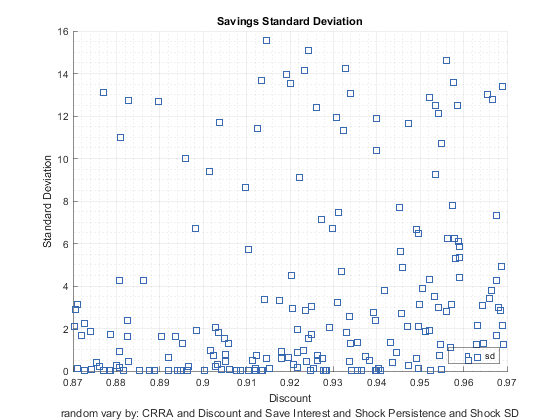 Savings Standard Deviation
16
14
12
10
8
6
4
2
0
Standard Deviation
0.87 0.88 0.89 0.9 0.91 0.92 0.93 0.94 0.95 0.96 0.97
sd
Discount
random vary by: CRRA and Discount and Save Interest and Shock Persistence and Shock SD